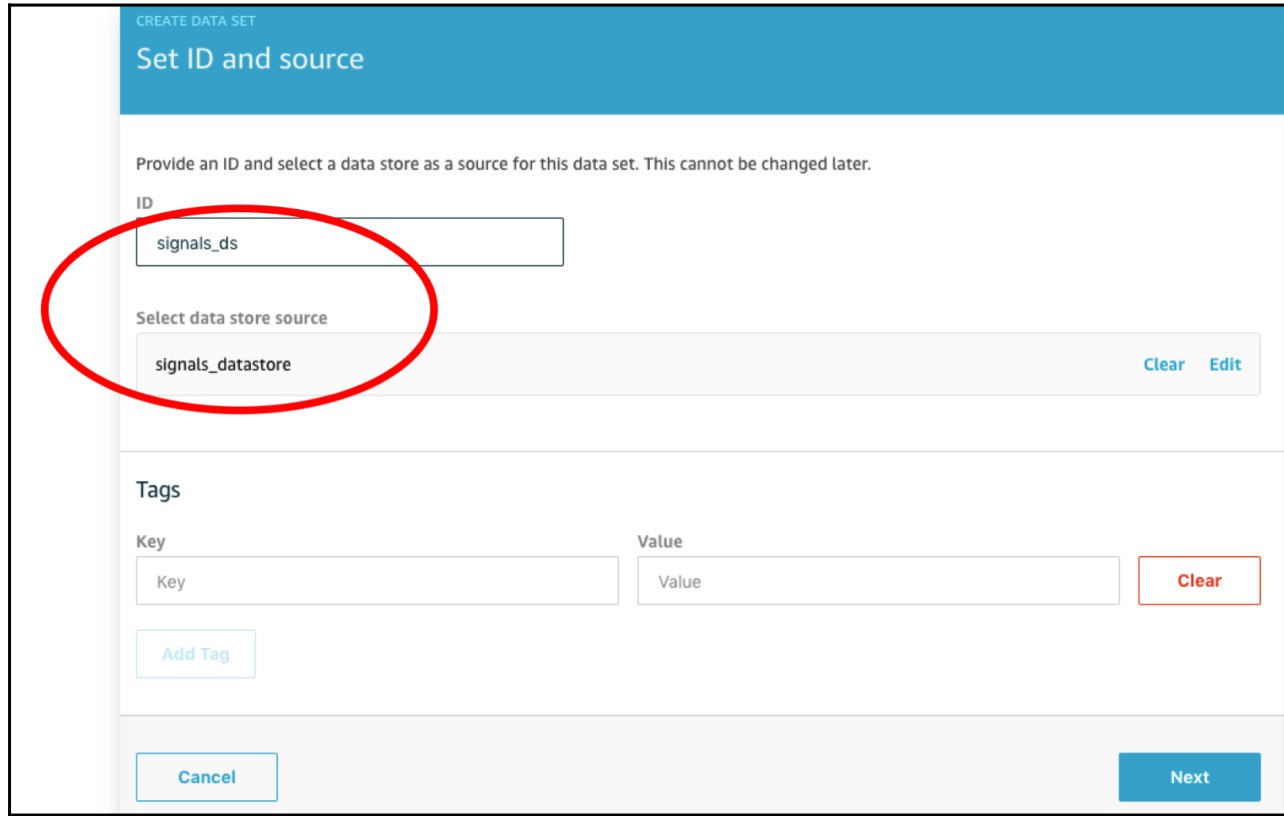 CREATE DATA SET
Set ID and source
Provide an ID and select a data store as a source for this data set. This cannot be changed later.
ID
signals_ds
Select data store source
signals_datastore Clear Edit
Tags
Key Value
Key Value Clear
Add Tag
Cancel Next